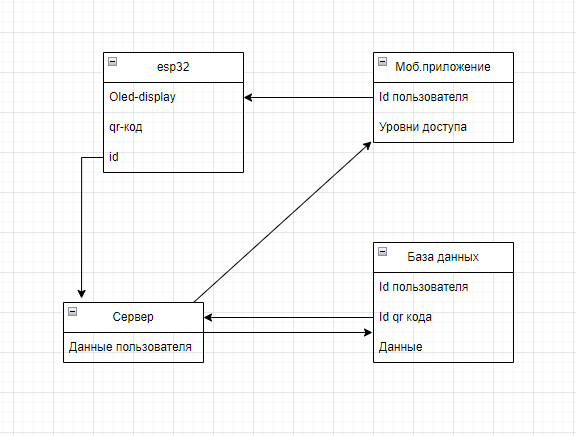 esp32
Oled-display
qr-код
id
Моб.приложение
Id пользователя
Уровни доступа
База данных
Id пользователя
Id qr кода
Данные
Сервер
Данные пользователя